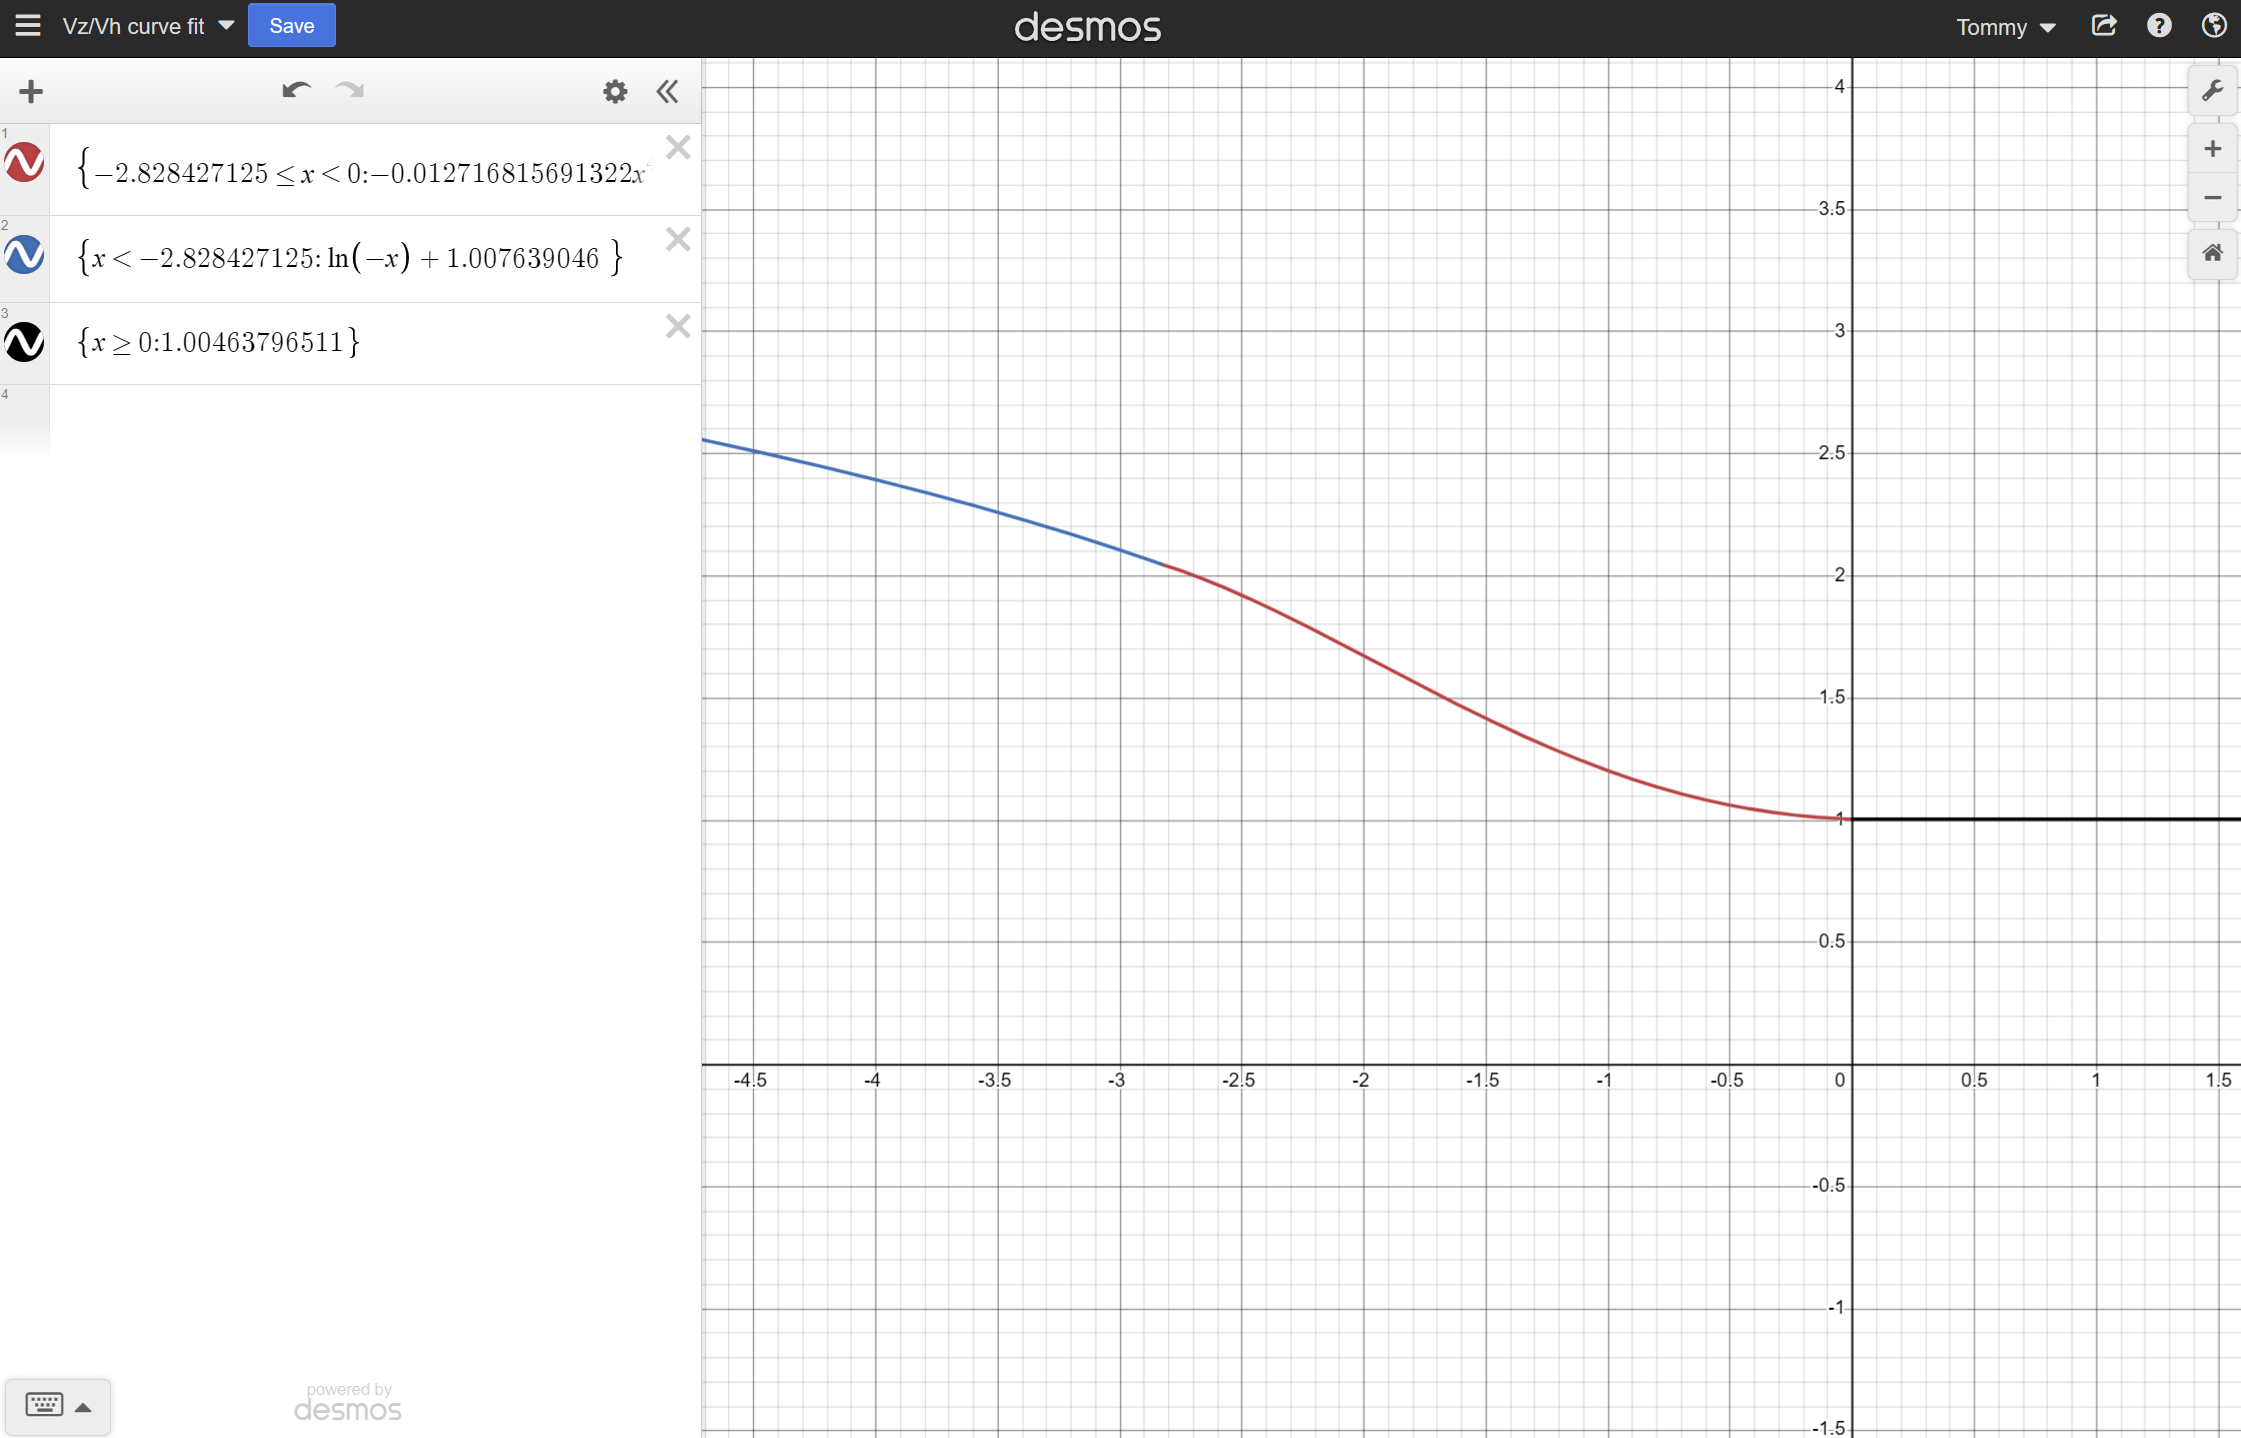 Vz/Vh curve fit Save desmos Tommy
1
{−2.828427125 ≤ x < 0:−0.012716815691322x
2
{x < −2.828427125: ln(−x) + 1.007639046 }
3
{x ≥ 0:1.00463796511}
4
powered by
desmos
4
3.5
3
2.5
2
1.5
1
0.5
-4.5 -4 -3.5 -3 -2.5 -2 -1.5 -1 -0.5 0 0.5 1 1.5
-0.5
-1
-1.5